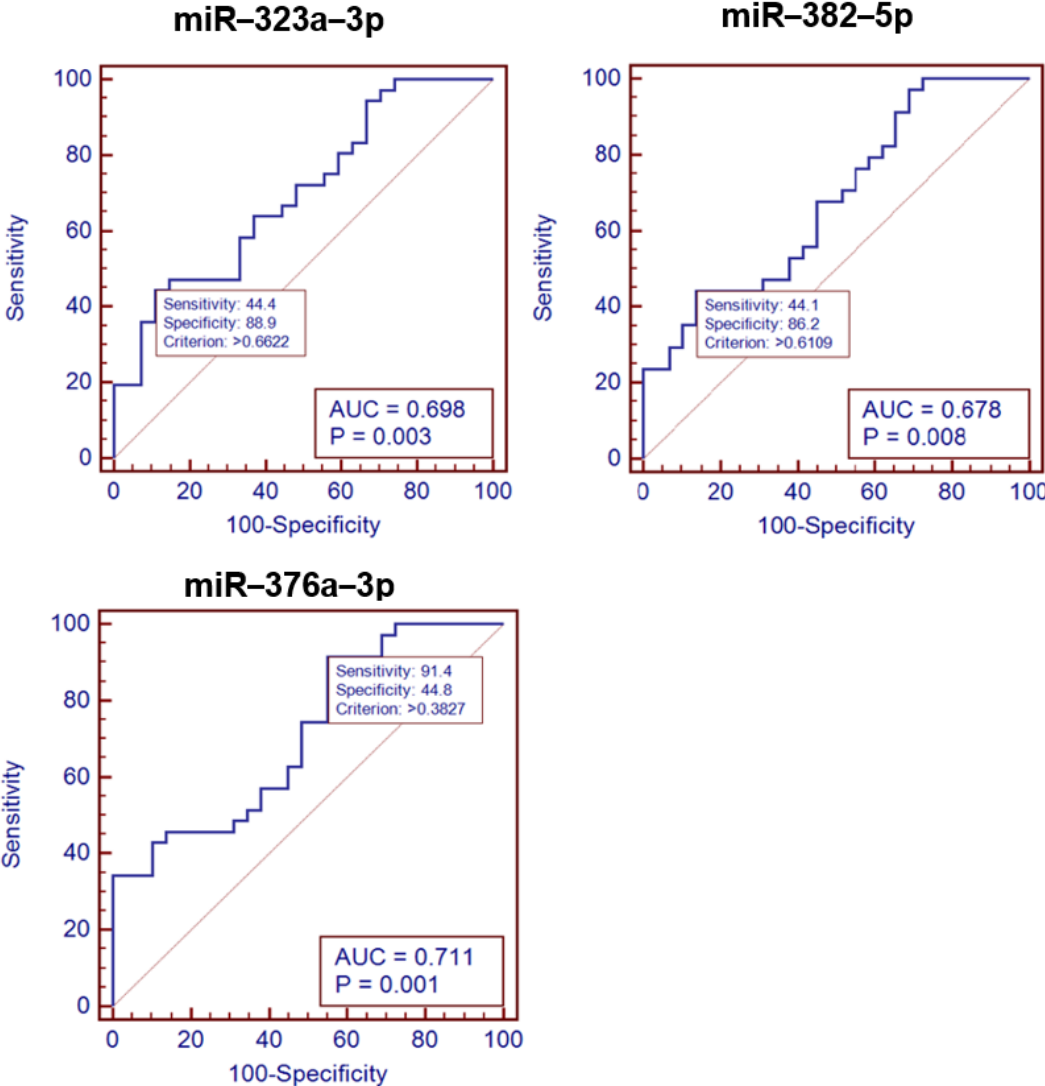 miR–323a–3p
100
80
60
40
20
0
Sensitivity
Sensitivity: 44.4
Specificity: 88.9
Criterion: >0.6622
AUC = 0.698
P = 0.003
0 20 40 60 80 100
100-Specificity
miR–382–5p
100
80
60
40
20
0
Sensitivity
Sensitivity: 44.1
Specificity: 86.2
Criterion: >0.6109
AUC = 0.678
P = 0.008
0 20 40 60 80 100
100-Specificity
miR–376a–3p
100
80
60
40
20
0
Sensitivity
Sensitivity: 91.4
Specificity: 44.8
Criterion: >0.3827
AUC = 0.711
P = 0.001
0 20 40 60 80 100
100-Specificity